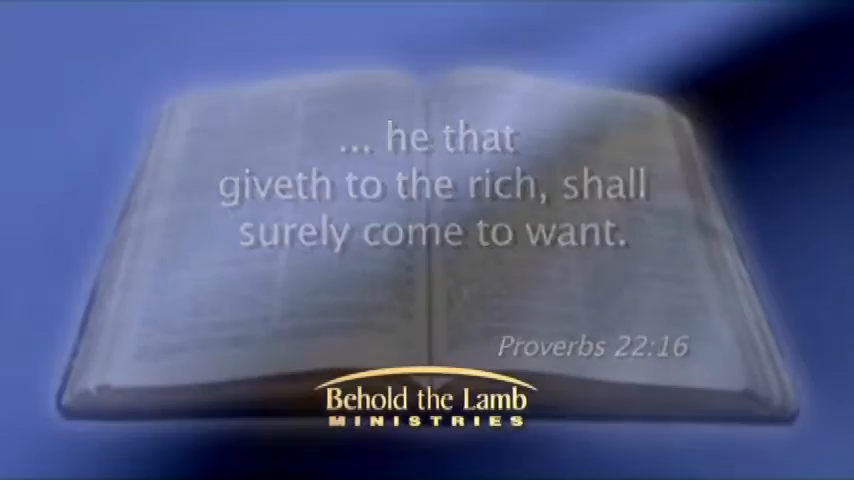 ... he that
giveth to the rich, shall
surely come to want.
Proverbs 22:16
Behold the Lamb
MINISTRIES